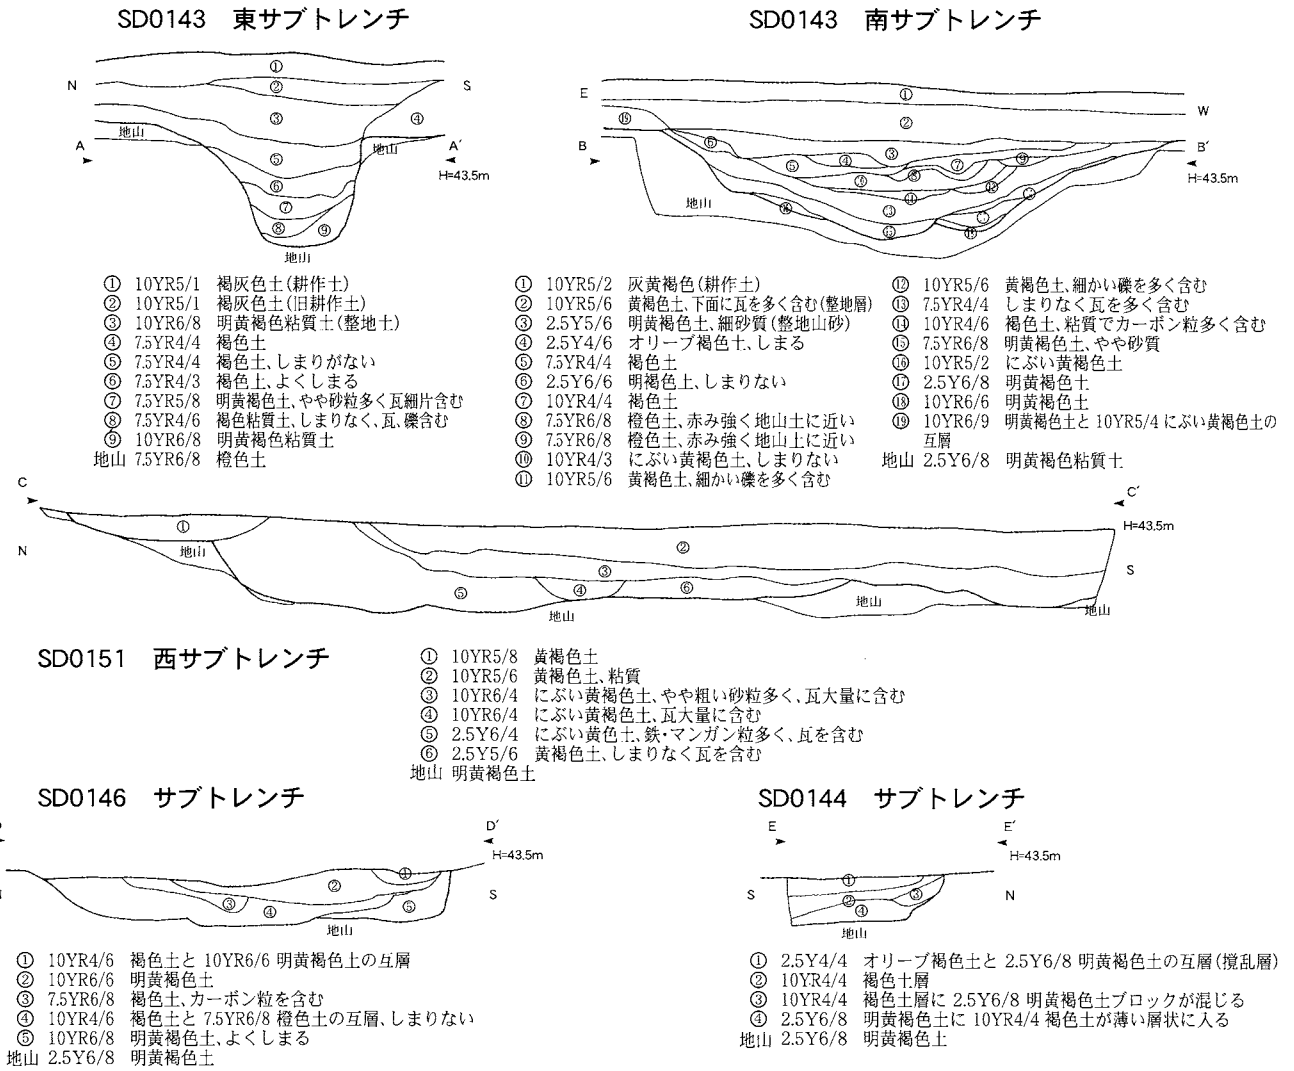 SD0143 東サブトレンチ
N
S
A
A′
H=43.5m
①
②
③
④
⑤
⑥
⑦
⑧
⑨
地山
地山
地山
① 10YR5/1 褐灰色土(耕作土)
② 10YR5/1 褐灰色土(旧耕作土)
③ 10YR6/8 明黄褐色粘質土(整地土)
④ 7.5YR4/4 褐色土
⑤ 7.5YR4/4 褐色土、しまりがない
⑥ 7.5YR4/3 褐色土、よくしまる
⑦ 7.5YR5/8 明黄褐色土、やや砂粒多く瓦細片含む
⑧ 7.5YR4/6 褐色粘質土、しまりなく、瓦、礫含む
⑨ 10YR6/8 明黄褐色粘質土
地山 7.5YR6/8 橙色土
SD0143 南サブトレンチ
E
W
B
B′
H=43.5m
地山
① 10YR5/2 灰黄褐色(耕作土)
② 10YR5/6 黄褐色土、下面に瓦を多く含む(整地層)
③ 2.5Y5/6 明黄褐色土、細砂質(整地山砂)
④ 2.5Y4/6 オリーブ褐色土、しまる
⑤ 7.5YR4/4 褐色土
⑥ 2.5Y6/6 明褐色土、しまりない
⑦ 10YR4/4 褐色土
⑧ 7.5YR6/8 橙色土、赤み強く地山土に近い
⑨ 7.5YR6/8 橙色土、赤み強く地山土に近い
⑩ 10YR4/3 にぶい黄褐色土、しまりない
⑪ 10YR5/6 黄褐色土、細かい礫を多く含む
⑫ 10YR5/6 黄褐色土、細かい礫を多く含む
⑬ 7.5YR4/4 しまりなく瓦を多く含む
⑭ 10YR4/6 褐色土、粘質でカーボン粒多く含む
⑮ 7.5YR6/8 明黄褐色土、やや砂質
⑯ 10YR5/2 にぶい黄褐色土
⑰ 2.5Y6/8 明黄褐色土
⑱ 10YR6/6 明黄褐色土
⑲ 10YR6/9 明黄褐色土と 10YR5/4 にぶい黄褐色土の
互層
地山 2.5Y6/8 明黄褐色粘質土
C
C′
H=43.5m
N
S
①
②
③
④
⑤
⑥
地山
地山
地山
地山
SD0151 西サブトレンチ
① 10YR5/8 黄褐色土
② 10YR5/6 黄褐色土、粘質
③ 10YR6/4 にぶい黄褐色土、やや粗い砂粒多く、瓦大量に含む
④ 10YR6/4 にぶい黄褐色土、瓦大量に含む
⑤ 2.5Y6/4 にぶい黄色土、鉄・マンガン粒多く、瓦を含む
⑥ 2.5Y5/6 黄褐色土、しまりなく瓦を含む
地山 明黄褐色土
SD0146 サブトレンチ
D′
H=43.5m
S
①
②
③
④
⑤
地山
① 10YR4/6 褐色土と 10YR6/6 明黄褐色土の互層
② 10YR6/6 明黄褐色土
③ 7.5YR6/8 褐色土、カーボン粒を含む
④ 10YR4/6 褐色土と 7.5YR6/8 橙色土の互層、しまりない
⑤ 10YR6/8 明黄褐色土、よくしまる
地山 2.5Y6/8 明黄褐色土
SD0144 サブトレンチ
E
E′
H=43.5m
S
N
①
②
③
④
地山
① 2.5Y4/4 オリーブ褐色土と 2.5Y6/8 明黄褐色土の互層(攪乱層)
② 10YR4/4 褐色土層
③ 10YR4/4 褐色土層に 2.5Y6/8 明黄褐色土ブロックが混じる
④ 2.5Y6/8 明黄褐色土に 10YR4/4 褐色土が薄い層状に入る
地山 2.5Y6/8 明黄褐色土